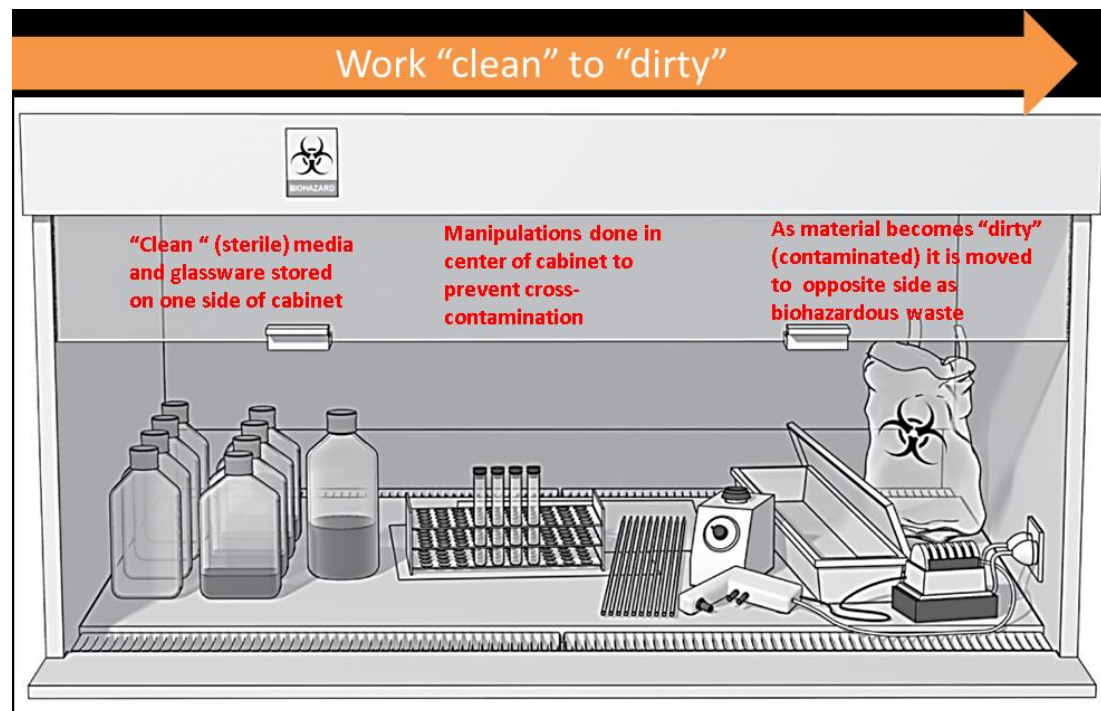 Work “clean” to “dirty”
BIOHAZARD
“Clean “ (sterile) media
and glassware stored
on one side of cabinet
Manipulations done in
center of cabinet to
prevent cross-
contamination
As material becomes “dirty”
(contaminated) it is moved
to opposite side as
biohazardous waste